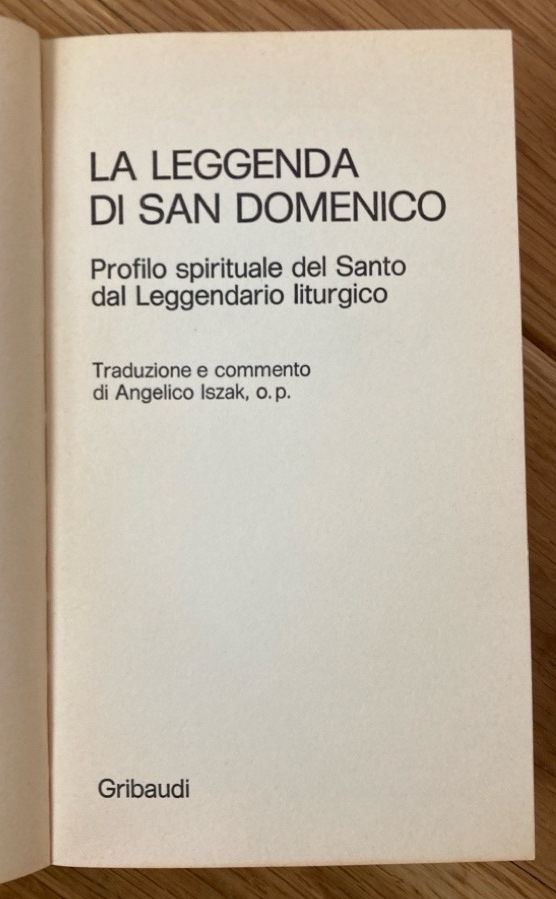 LA LEGGENDA
DI SAN DOMENICO
Profilo spirituale del Santo
dal Leggendario liturgico
Traduzione e commento
di Angelico Iszak, o.p.
Gribaudi